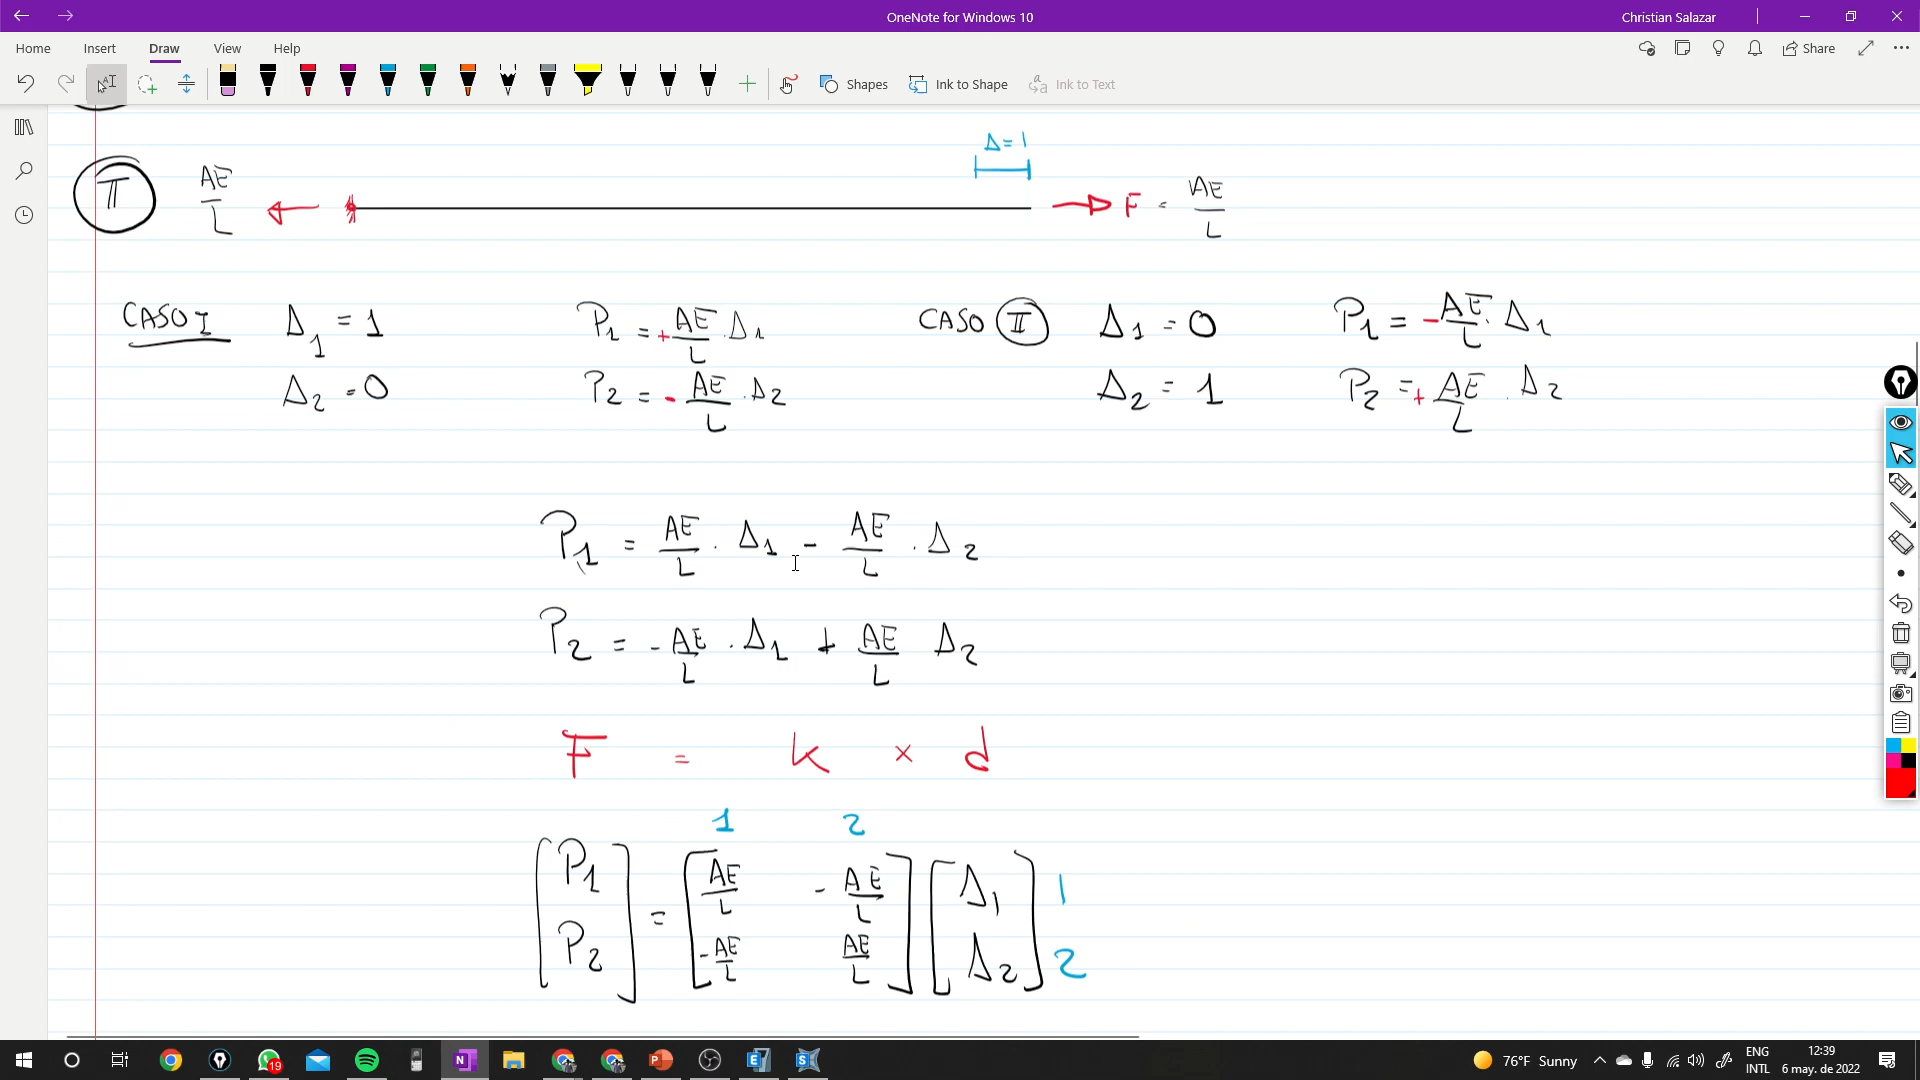 OneNote for Windows 10
Christian Salazar
Home Insert Draw View Help
Share
Shapes Ink to Shape Ink to Text
Δ=1
II AE/L F = AE/L
CASO I Δ1 = 1 P1 = +AE/L · Δ1 CASO II Δ1 = 0 P1 = -AE/L · Δ1
Δ2 = 0 P2 = -AE/L · Δ2 Δ2 = 1 P2 = +AE/L · Δ2
P1 = AE/L · Δ1 - AE/L · Δ2
P2 = -AE/L · Δ1 + AE/L Δ2
F = k × d
1 2
[P1] = [AE/L -AE/L] [Δ1] 1
[P2] [-AE/L AE/L] [Δ2] 2
19
76°F Sunny
ENG
INTL
12:39
6 may. de 2022